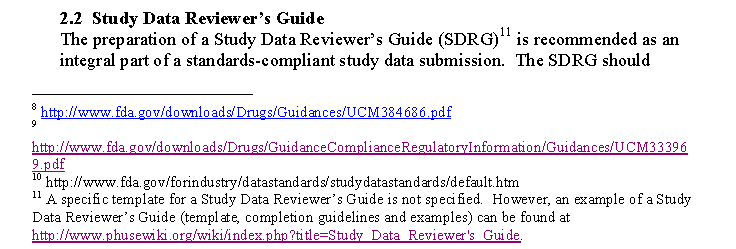 2.2 Study Data Reviewer's Guide
The preparation of a Study Data Reviewer's Guide (SDRG)11 is recommended as an
integral part of a standards-compliant study data submission. The SDRG should
8 http://www.fda.gov/downloads/Drugs/Guidances/UCM384686.pdf
9
http://www.fda.gov/downloads/Drugs/GuidanceComplianceRegulatoryInformation/Guidances/UCM33396
9.pdf
10 http://www.fda.gov/forindustry/datastandards/studydatastandards/default.htm
11 A specific template for a Study Data Reviewer's Guide is not specified. However, an example of a Study
Data Reviewer's Guide (template, completion guidelines and examples) can be found at
http://www.phusewiki.org/wiki/index.php?title=Study_Data_Reviewer's_Guide.